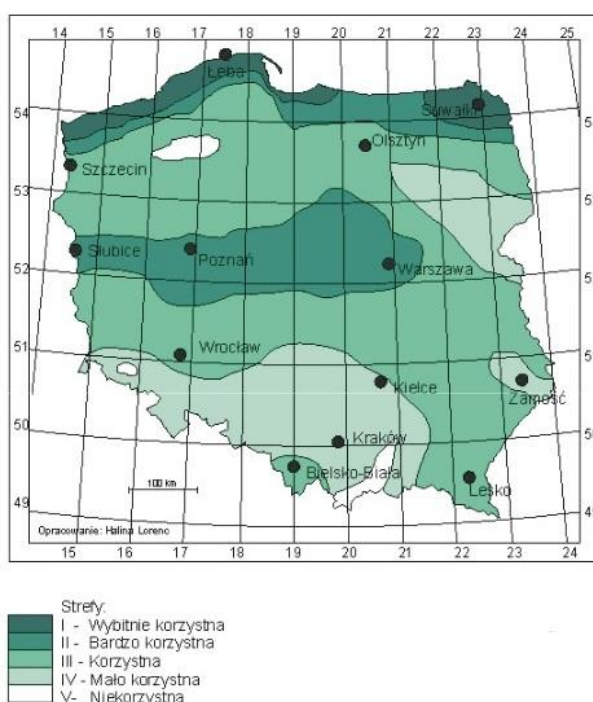 14 15 16 17 18 19 20 21 22 23 24 25
Łeba
54
Suwałki
Olsztyn
Szczecin
53
Słubice
Poznań
Warszawa
52
Wrocław
51
Kielce
Zamość
50
Kraków
Bielsko-Biała
Lesko
100 km
49
Opracowanie: Halina Lorenc
15 16 17 18 19 20 21 22 23 24
Strefy:
I - Wybitnie korzystna
II - Bardzo korzystna
III - Korzystna
IV - Mało korzystna
V- Niekorzystna